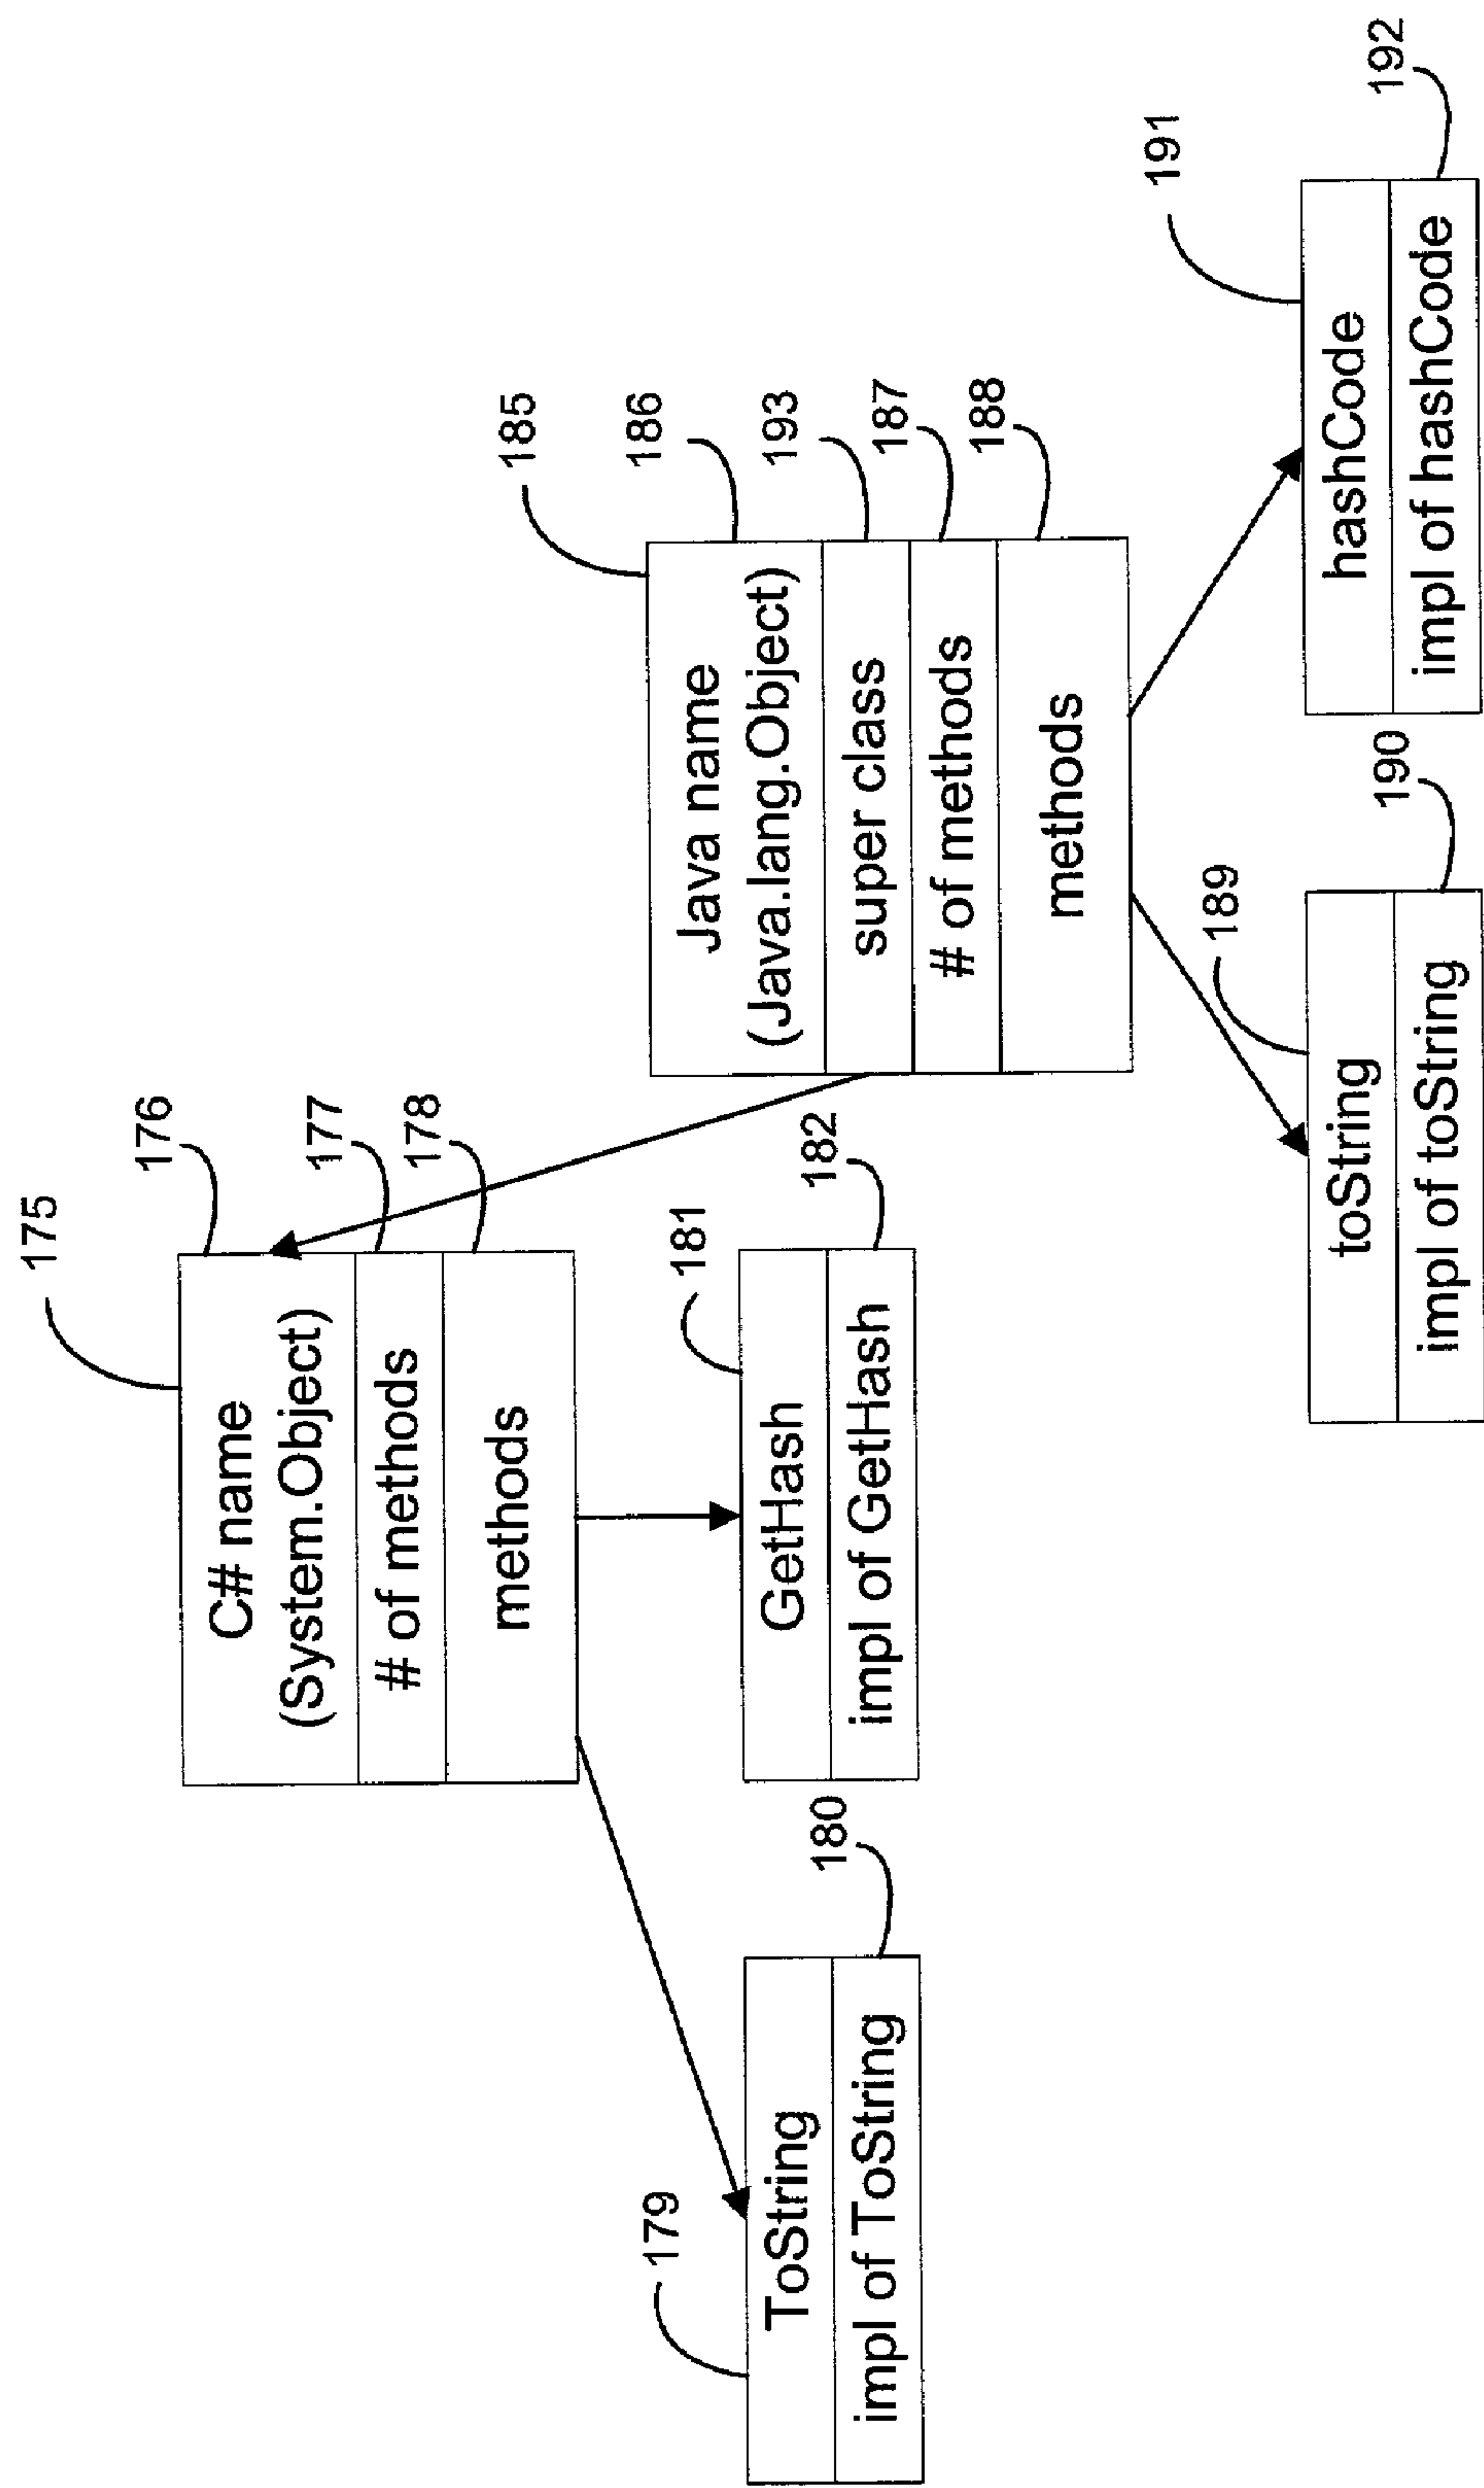 175
176
C# name
(System.Object)
177
# of methods
178
methods
179
ToString
180
impl of ToString
181
GetHash
182
impl of GetHash
185
186
Java name
(Java.lang.Object)
193
super class
187
# of methods
188
methods
189
toString
190
impl of toString
191
hashCode
192
impl of hashCode